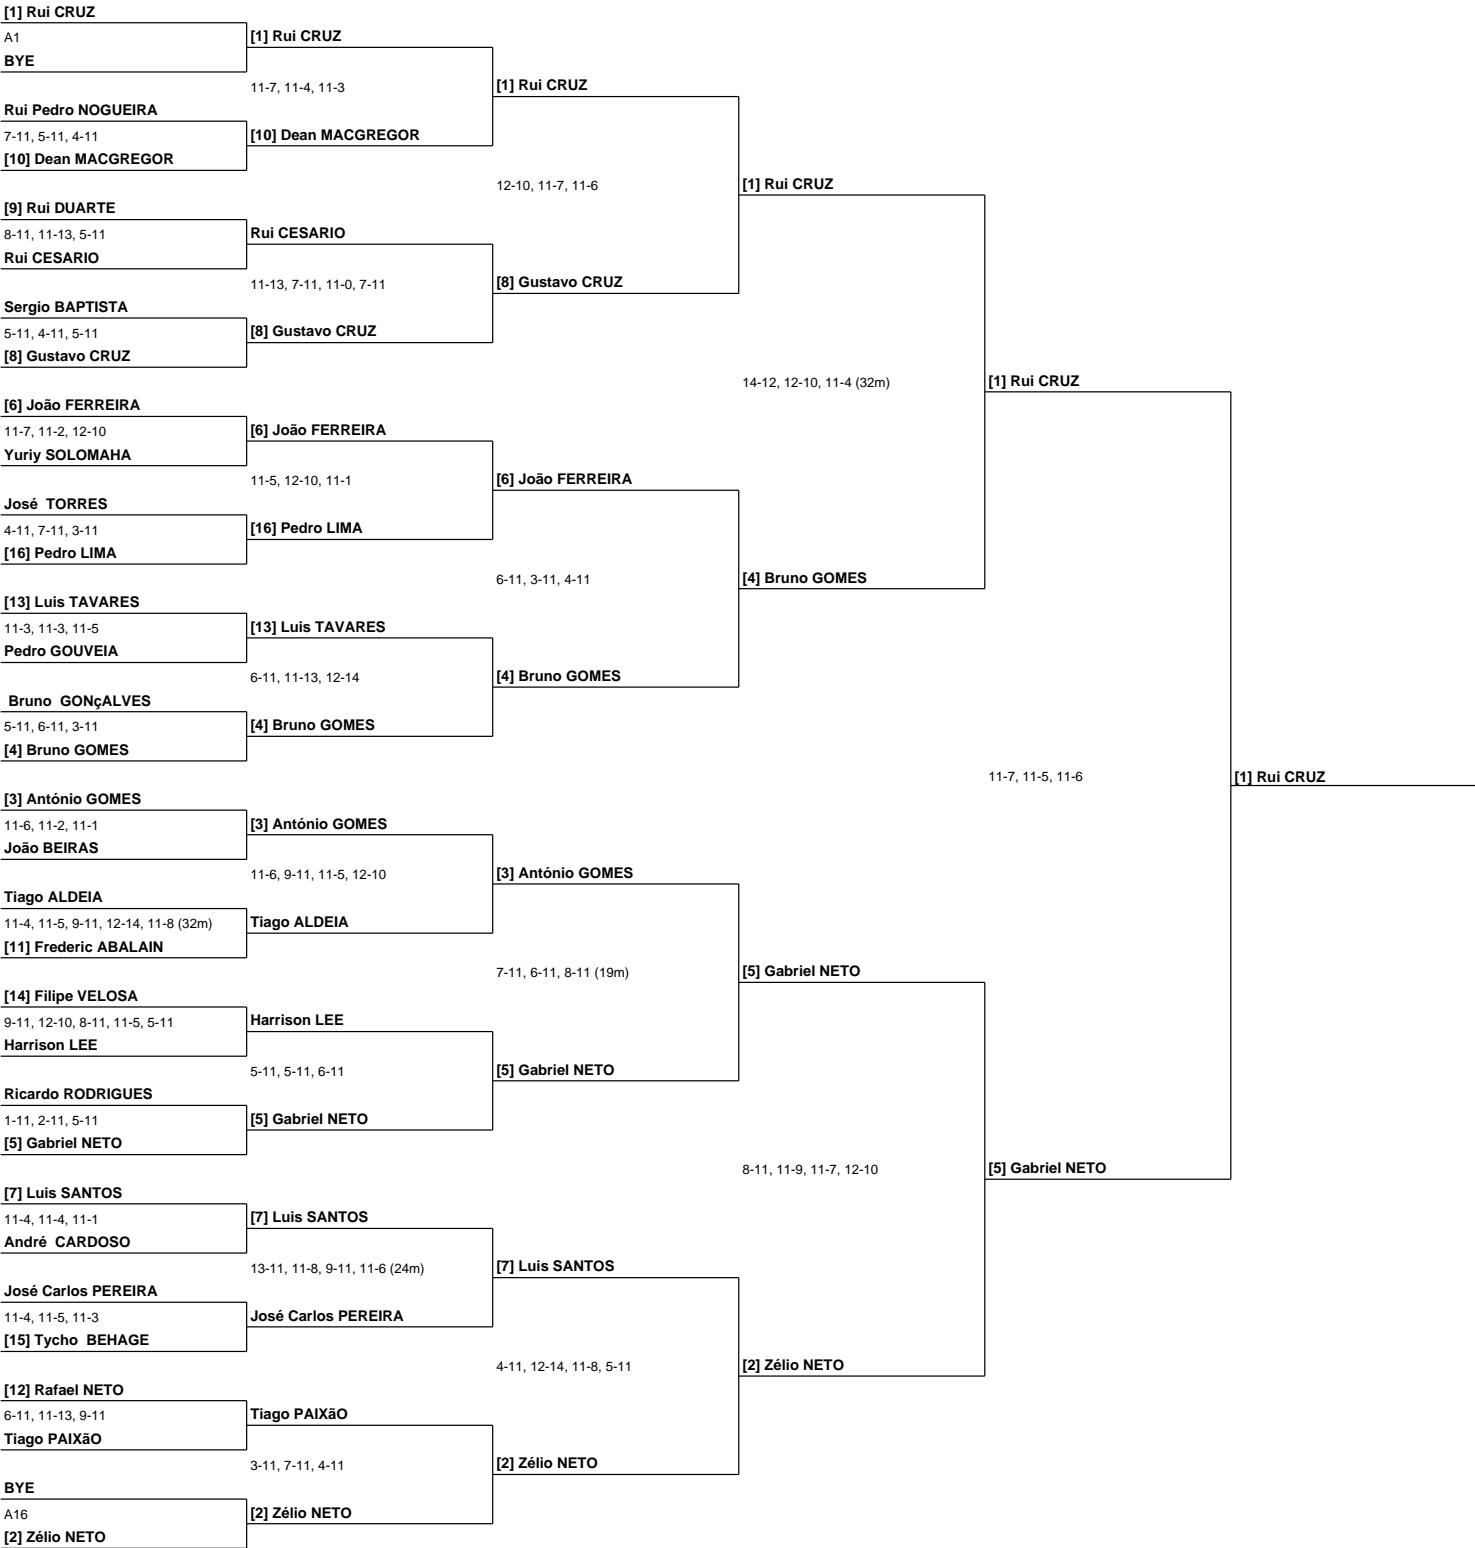 [1] Rui CRUZ
A1
BYE
Rui Pedro NOGUEIRA
7-11, 5-11, 4-11
[10] Dean MACGREGOR
[9] Rui DUARTE
8-11, 11-13, 5-11
Rui CESARIO
Sergio BAPTISTA
5-11, 4-11, 5-11
[8] Gustavo CRUZ
[6] João FERREIRA
11-7, 11-2, 12-10
Yuriy SOLOMAHA
José  TORRES
4-11, 7-11, 3-11
[16] Pedro LIMA
[13] Luis TAVARES
11-3, 11-3, 11-5
Pedro GOUVEIA
Bruno  GONçALVES
5-11, 6-11, 3-11
[4] Bruno GOMES
[3] António GOMES
11-6, 11-2, 11-1
João BEIRAS
Tiago ALDEIA
11-4, 11-5, 9-11, 12-14, 11-8 (32m)
[11] Frederic ABALAIN
[14] Filipe VELOSA
9-11, 12-10, 8-11, 11-5, 5-11
Harrison LEE
Ricardo RODRIGUES
1-11, 2-11, 5-11
[5] Gabriel NETO
[7] Luis SANTOS
11-4, 11-4, 11-1
André  CARDOSO
José Carlos PEREIRA
11-4, 11-5, 11-3
[15] Tycho  BEHAGE
[12] Rafael NETO
6-11, 11-13, 9-11
Tiago PAIXãO
BYE
A16
[2] Zélio NETO
[1] Rui CRUZ
11-7, 11-4, 11-3
[10] Dean MACGREGOR
Rui CESARIO
11-13, 7-11, 11-0, 7-11
[8] Gustavo CRUZ
[6] João FERREIRA
11-5, 12-10, 11-1
[16] Pedro LIMA
[13] Luis TAVARES
6-11, 11-13, 12-14
[4] Bruno GOMES
[3] António GOMES
11-6, 9-11, 11-5, 12-10
Tiago ALDEIA
Harrison LEE
5-11, 5-11, 6-11
[5] Gabriel NETO
[7] Luis SANTOS
13-11, 11-8, 9-11, 11-6 (24m)
José Carlos PEREIRA
Tiago PAIXãO
3-11, 7-11, 4-11
[2] Zélio NETO
[1] Rui CRUZ
12-10, 11-7, 11-6
[8] Gustavo CRUZ
[6] João FERREIRA
6-11, 3-11, 4-11
[4] Bruno GOMES
[3] António GOMES
7-11, 6-11, 8-11 (19m)
[5] Gabriel NETO
[7] Luis SANTOS
4-11, 12-14, 11-8, 5-11
[2] Zélio NETO
[1] Rui CRUZ
14-12, 12-10, 11-4 (32m)
[4] Bruno GOMES
[5] Gabriel NETO
8-11, 11-9, 11-7, 12-10
[2] Zélio NETO
[1] Rui CRUZ
11-7, 11-5, 11-6
[5] Gabriel NETO
[1] Rui CRUZ